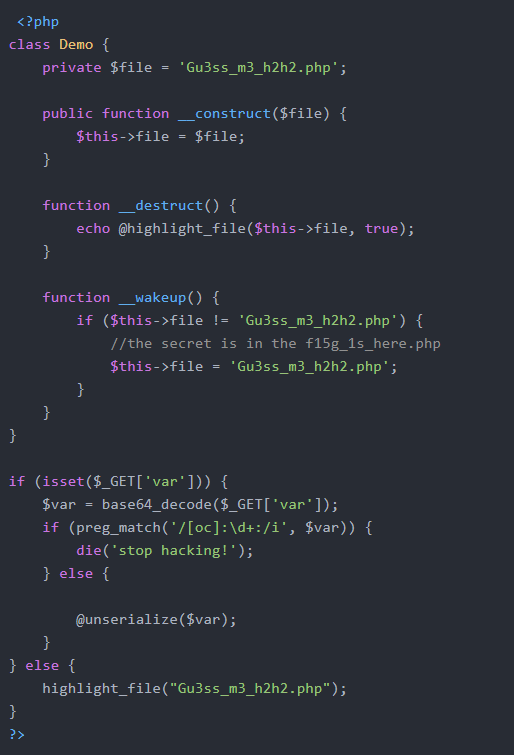 <?php
class Demo {
    private $file = 'Gu3ss_m3_h2h2.php';
    public function __construct($file) {
        $this->file = $file;
    }
    function __destruct() {
        echo @highlight_file($this->file, true);
    }
    function __wakeup() {
        if ($this->file != 'Gu3ss_m3_h2h2.php') {
            //the secret is in the f15g_1s_here.php
            $this->file = 'Gu3ss_m3_h2h2.php';
        }
    }
}
if (isset($_GET['var'])) {
    $var = base64_decode($_GET['var']);
    if (preg_match('/[oc]:\d+:/i', $var)) {
        die('stop hacking!');
    } else {
        @unserialize($var);
    }
} else {
    highlight_file("Gu3ss_m3_h2h2.php");
}
?>